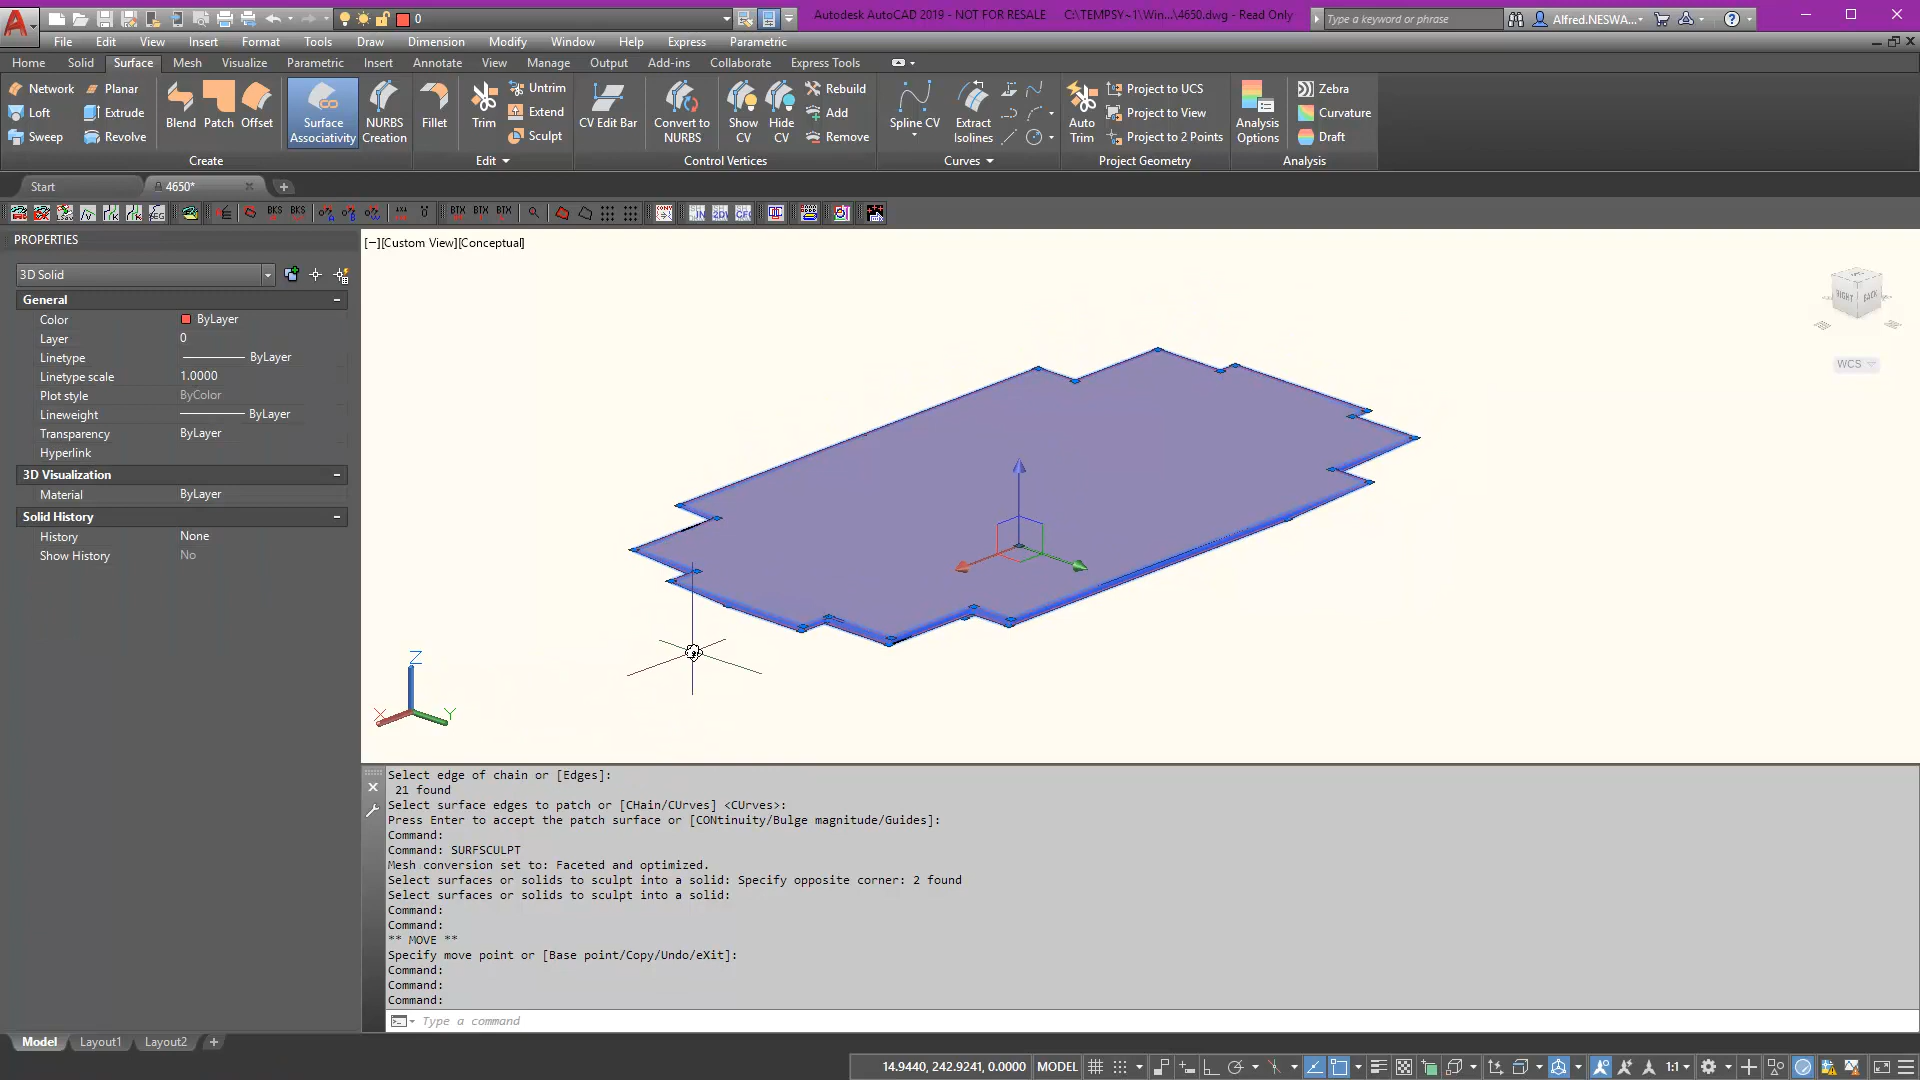 0
Autodesk AutoCAD 2019 - NOT FOR RESALE C:\TEMPSY~1\Win...\4650.dwg - Read Only
Type a keyword or phrase
Alfred.NESWA...
File Edit View Insert Format Tools Draw Dimension Modify Window Help Express Parametric
Home Solid Surface Mesh Visualize Parametric Insert Annotate View Manage Output Add-ins Collaborate Express Tools
Network Planar
Loft Extrude
Sweep Revolve
Blend Patch Offset
Surface Associativity
NURBS Creation
Fillet
Trim
Untrim
Extend
Sculpt
CV Edit Bar
Convert to NURBS
Show CV
Hide CV
Rebuild
Add
Remove
Spline CV
Extract Isolines
Auto Trim
Project to UCS
Project to View
Project to 2 Points
Analysis Options
Zebra
Curvature
Draft
Create Edit Control Vertices Curves Project Geometry Analysis
Start 4650*
PROPERTIES
3D Solid
General
Color ByLayer
Layer 0
Linetype ByLayer
Linetype scale 1.0000
Plot style ByColor
Lineweight ByLayer
Transparency ByLayer
Hyperlink
3D Visualization
Material ByLayer
Solid History
History None
Show History No
[−][Custom View][Conceptual]
RIGHT BACK
WCS
Z
X
Y
Select edge of chain or [Edges]:
21 found
Select surface edges to patch or [CHain/CUrves] <CUrves>:
Press Enter to accept the patch surface or [CONtinuity/Bulge magnitude/Guides]:
Command:
Command: SURFSCULPT
Mesh conversion set to: Faceted and optimized.
Select surfaces or solids to sculpt into a solid: Specify opposite corner: 2 found
Select surfaces or solids to sculpt into a solid:
Command:
Command:
** MOVE **
Specify move point or [Base point/Copy/Undo/eXit]:
Command:
Command:
Command:
Type a command
Model Layout1 Layout2
14.9440, 242.9241, 0.0000 MODEL 1:1